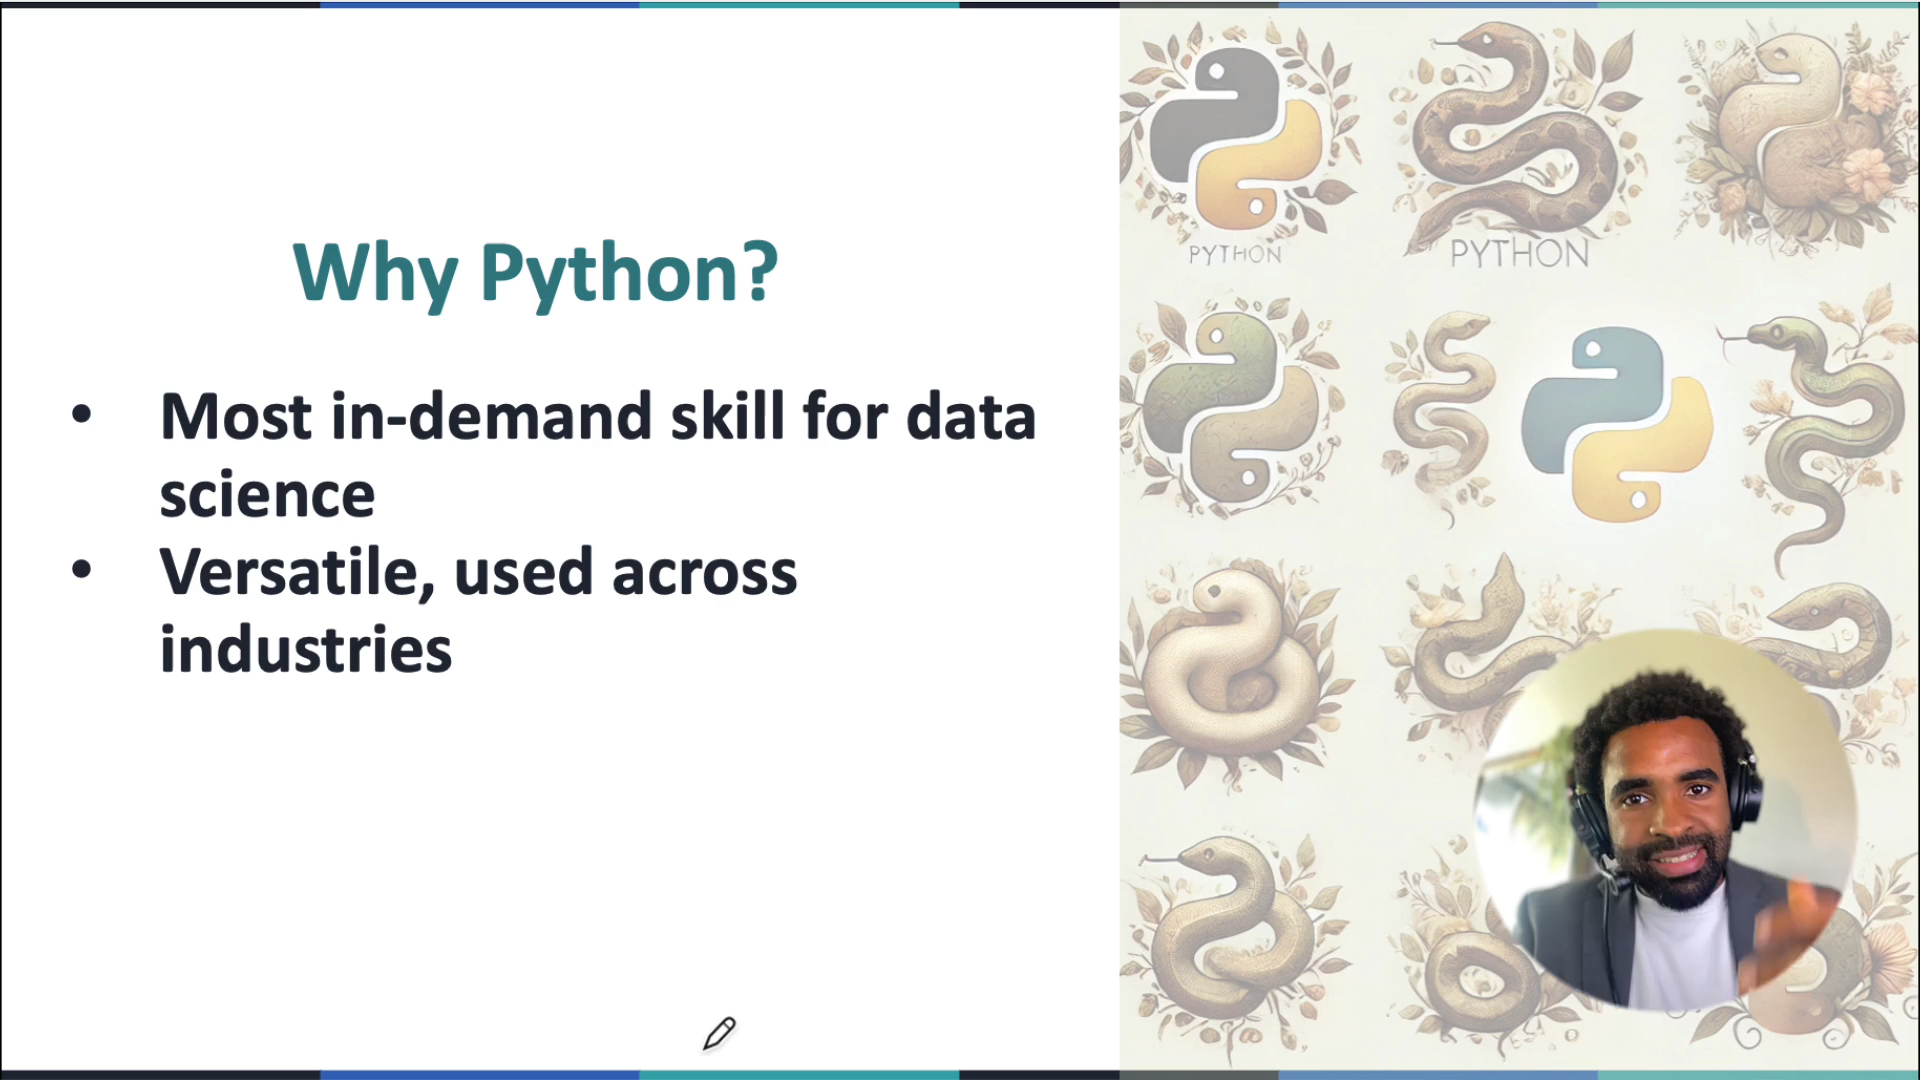 Why Python?
• Most in-demand skill for data
science
• Versatile, used across
industries
PYTHON
PYTHON